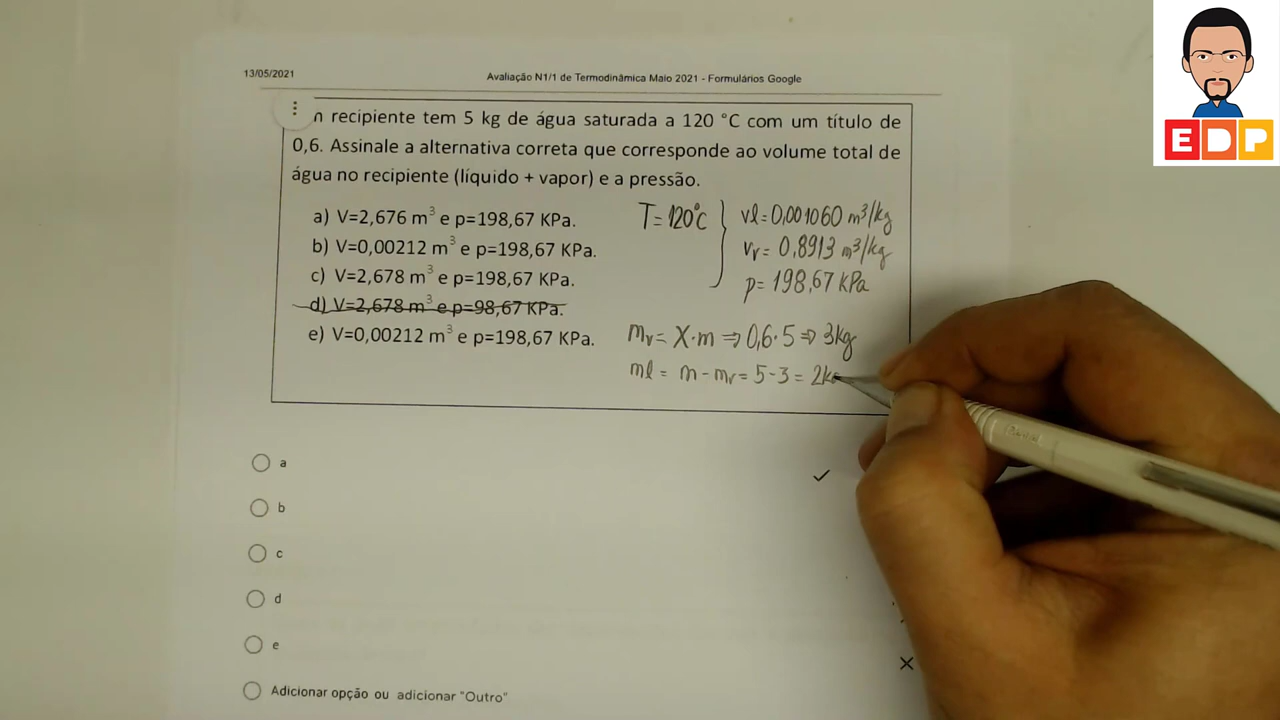 13/05/2021
Avaliação N1/1 de Termodinâmica Maio 2021 - Formulários Google
n recipiente tem 5 kg de água saturada a 120 °C com um título de
0,6. Assinale a alternativa correta que corresponde ao volume total de
água no recipiente (líquido + vapor) e a pressão.
a) V=2,676 m³ e p=198,67 KPa.
b) V=0,00212 m³ e p=198,67 KPa.
c) V=2,678 m³ e p=198,67 KPa.
d) V=2,678 m³ e p=98,67 KPa.
e) V=0,00212 m³ e p=198,67 KPa.
T=120°C
vl=0,001060 m³/kg
vv=0,8913 m³/kg
p=198,67 KPa
mv=X·m⇒0,6·5⇒3kg
ml=m-mv=5-3=2k
a
b
c
d
e
Adicionar opção ou adicionar "Outro"
EDP